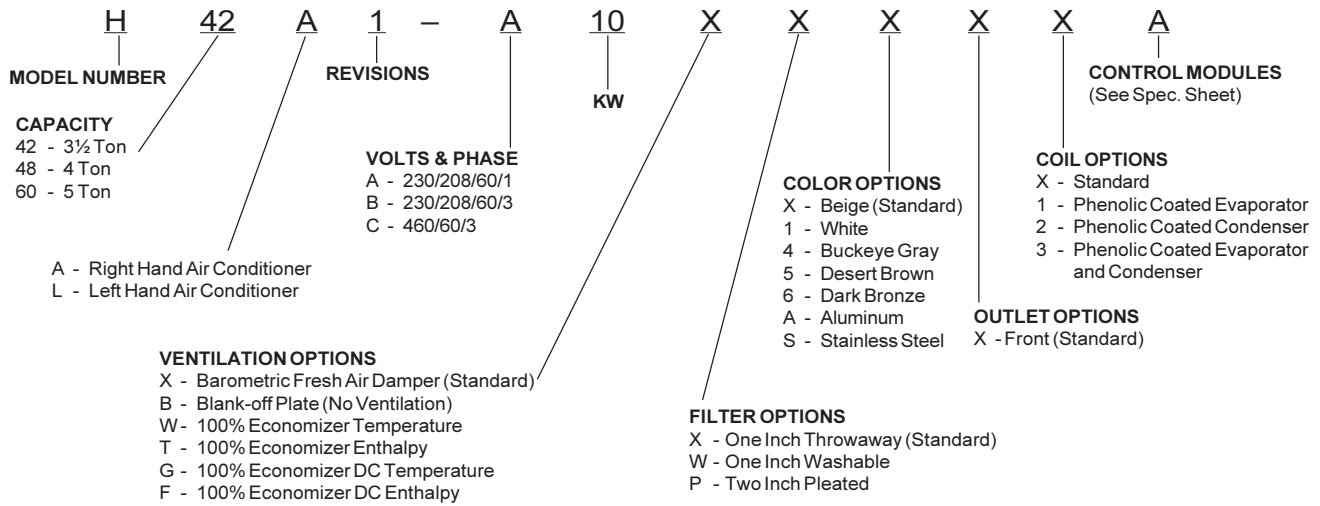 H 42 A 1 – A 10 X X X X X A
MODEL NUMBER
REVISIONS
KW
CONTROL MODULES
(See Spec. Sheet)
CAPACITY
42 - 3½ Ton
48 - 4 Ton
60 - 5 Ton
A - Right Hand Air Conditioner
L - Left Hand Air Conditioner
VOLTS & PHASE
A - 230/208/60/1
B - 230/208/60/3
C - 460/60/3
COLOR OPTIONS
X - Beige (Standard)
1 - White
4 - Buckeye Gray
5 - Desert Brown
6 - Dark Bronze
A - Aluminum
S - Stainless Steel
COIL OPTIONS
X - Standard
1 - Phenolic Coated Evaporator
2 - Phenolic Coated Condenser
3 - Phenolic Coated Evaporator
and Condenser
OUTLET OPTIONS
X - Front (Standard)
VENTILATION OPTIONS
X - Barometric Fresh Air Damper (Standard)
B - Blank-off Plate (No Ventilation)
W - 100% Economizer Temperature
T - 100% Economizer Enthalpy
G - 100% Economizer DC Temperature
F - 100% Economizer DC Enthalpy
FILTER OPTIONS
X - One Inch Throwaway (Standard)
W - One Inch Washable
P - Two Inch Pleated